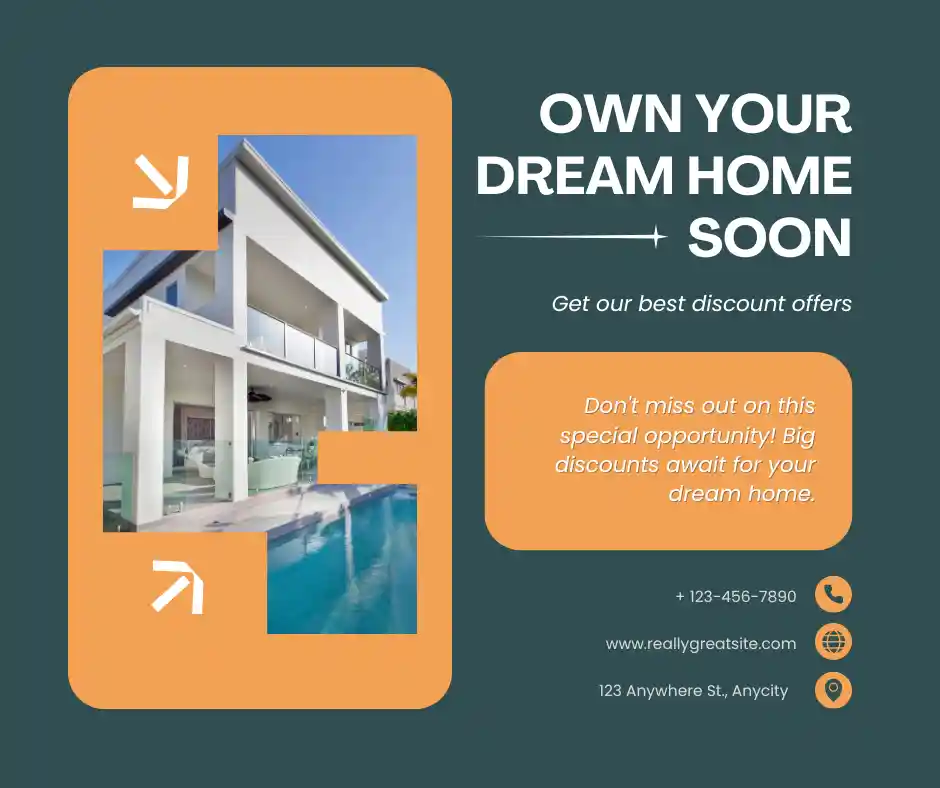 OWN YOUR
DREAM HOME
SOON
Get our best discount offers
Don't miss out on this
special opportunity! Big
discounts await for your
dream home.
+ 123-456-7890
www.reallygreatsite.com
123 Anywhere St., Anycity